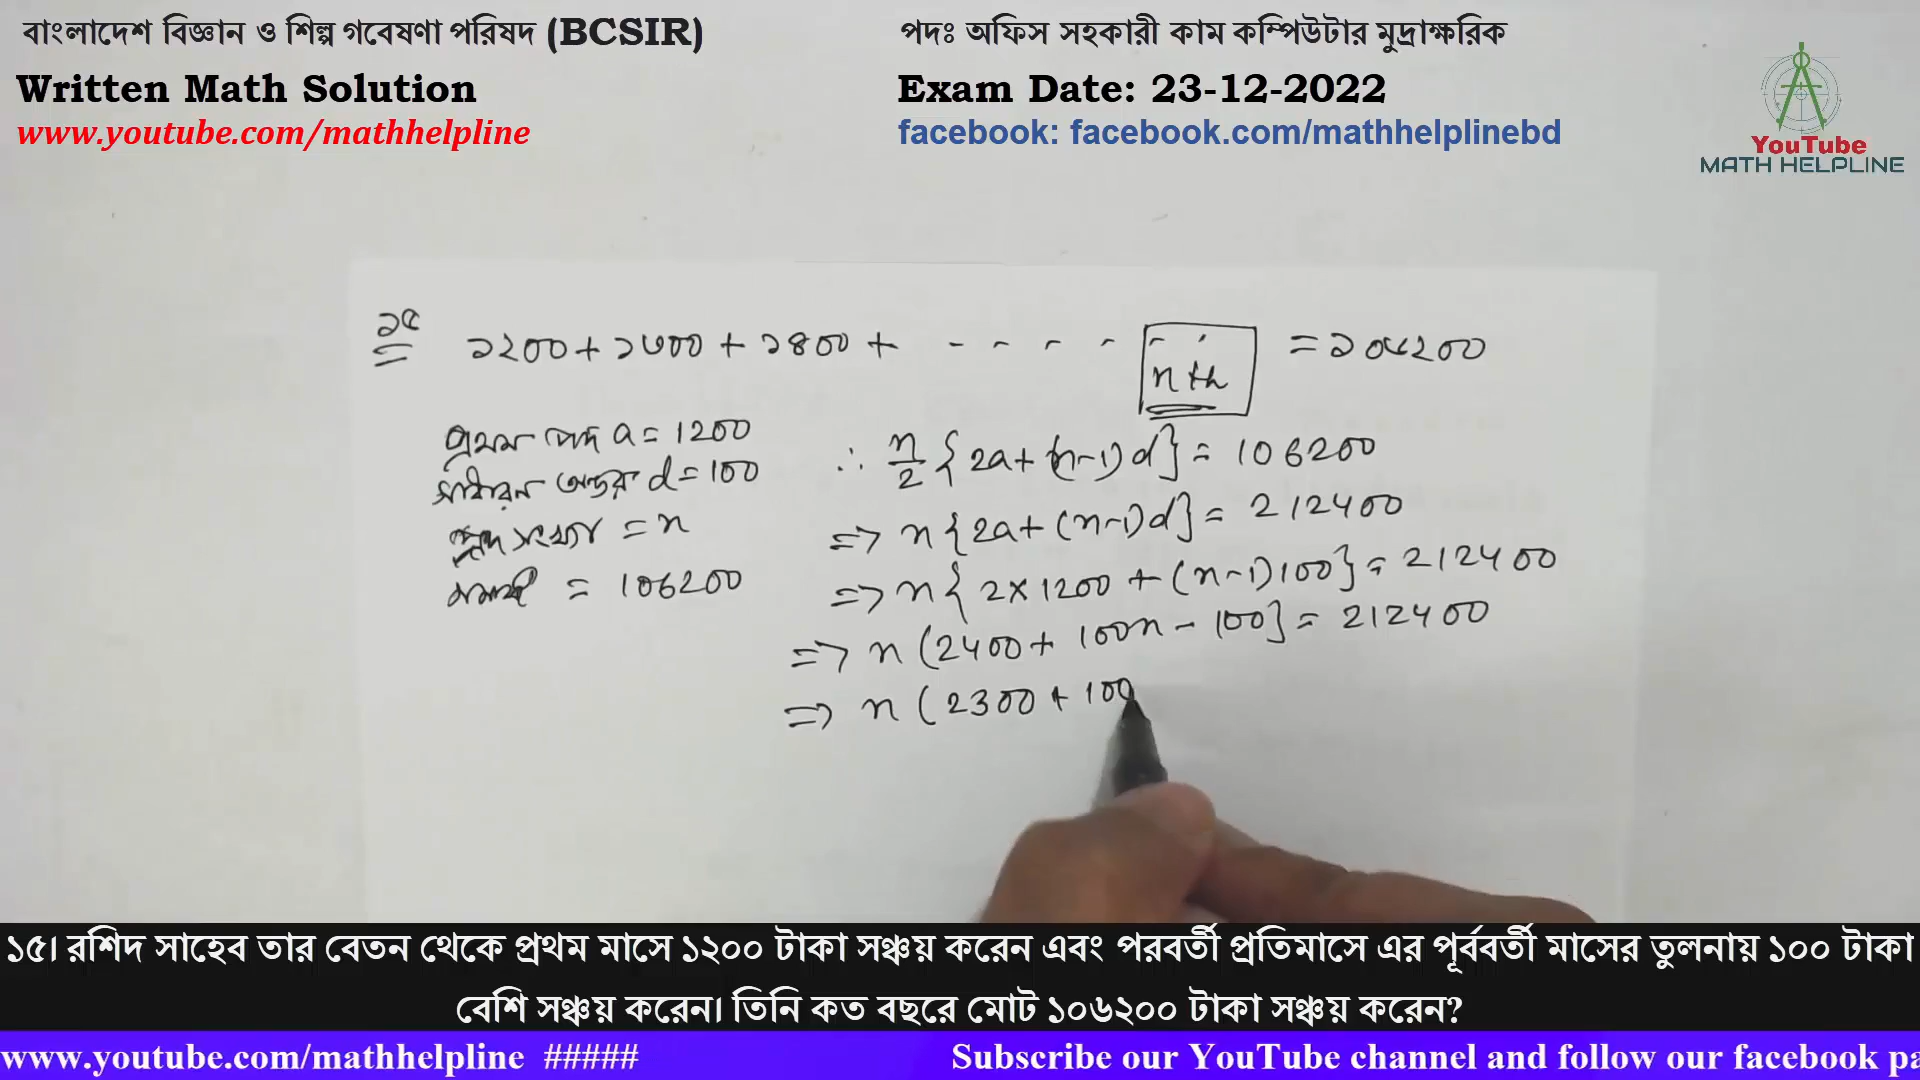 বাংলাদেশ বিজ্ঞান ও শিল্প গবেষণা পরিষদ (BCSIR)
পদঃ অফিস সহকারী কাম কম্পিউটার মুদ্রাক্ষরিক
Written Math Solution
Exam Date: 23-12-2022
www.youtube.com/mathhelpline
facebook: facebook.com/mathhelplinebd
YouTube
MATH HELPLINE
১৫
১২০০ + ১৩০০ + ১৪০০ + - - - - - - nth = ১০৬২০০
প্রথম পদ a = 1200
সাধারন অন্তর d = 100
পদ সংখ্যা = n
সমষ্টি = 106200
∴ n/2 {2a + (n-1) d} = 106200
=> n {2a + (n-1)d} = 212400
=> n { 2×1200 + (n-1)100} = 212400
=> n (2400 + 100n - 100} = 212400
=> n (2300 + 100
১৫। রশিদ সাহেব তার বেতন থেকে প্রথম মাসে ১২০০ টাকা সঞ্চয় করেন এবং পরবর্তী প্রতিমাসে এর পূর্ববর্তী মাসের তুলনায় ১০০ টাকা
বেশি সঞ্চয় করেন। তিনি কত বছরে মোট ১০৬২০০ টাকা সঞ্চয় করেন?
www.youtube.com/mathhelpline #####
Subscribe our YouTube channel and follow our facebook pa